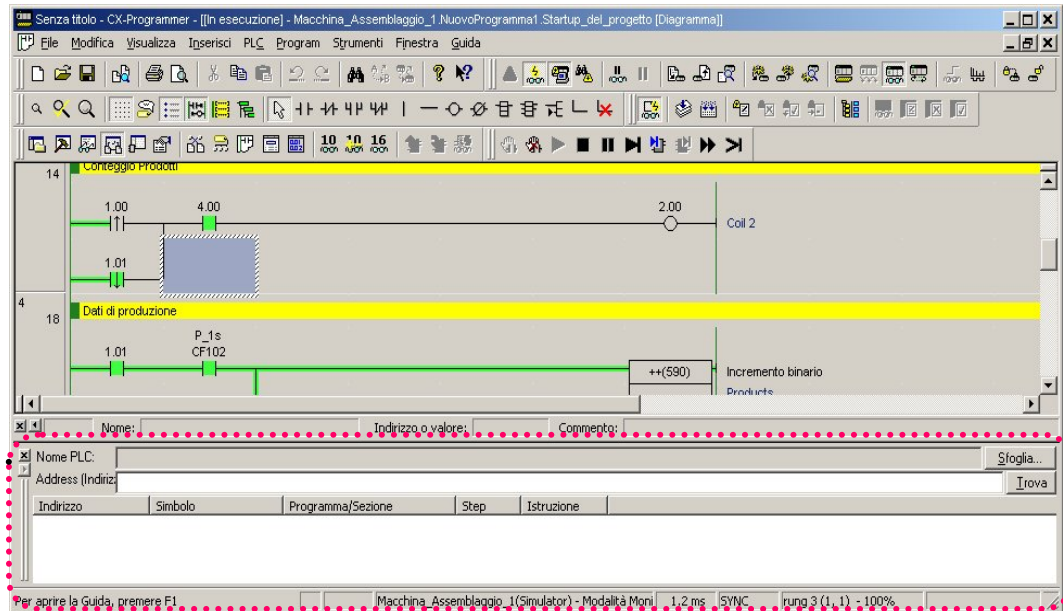 Senza titolo - CX-Programmer - [[In esecuzione] - Macchina_Assemblaggio_1.NuovoProgramma1.Startup_del_progetto [Diagramma]]
File Modifica Visualizza Inserisci PLC Program Strumenti Finestra Guida
10 10 16
14 Conteggio Prodotti
1.00 4.00 2.00
Coil 2
1.01
4
18 Dati di produzione
P_1s
1.01 CF102
++(590) Incremento binario
Products
Nome: Indirizzo o valore: Commento:
Nome PLC: Sfoglia...
Address (Indiriz: Trova
Indirizzo Simbolo Programma/Sezione Step Istruzione
Per aprire la Guida, premere F1 Macchina_Assemblaggio_1(Simulator) - Modalità Moni 1,2 ms SYNC rung 3 (1, 1) - 100%